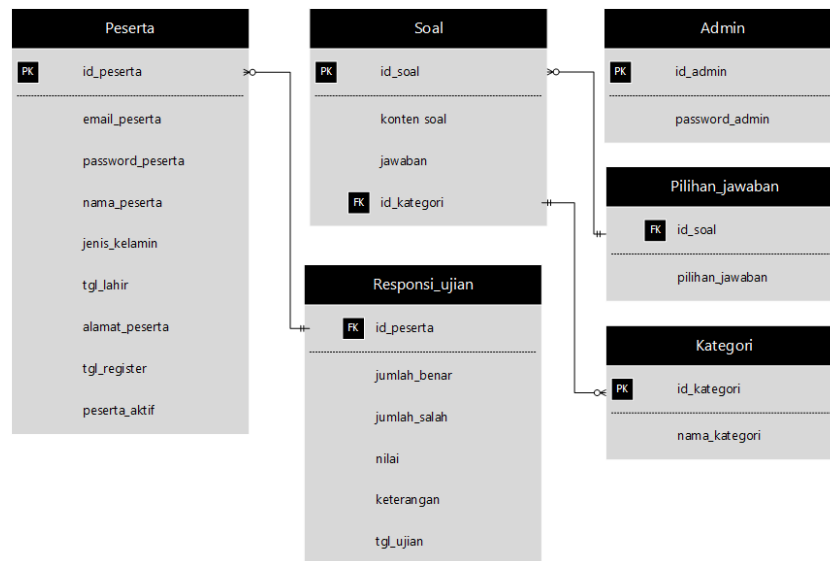 Peserta
PK id_peserta
email_peserta
password_peserta
nama_peserta
jenis_kelamin
tgl_lahir
alamat_peserta
tgl_register
peserta_aktif
Soal
PK id_soal
konten soal
jawaban
FK id_kategori
Responsi_ujian
FK id_peserta
jumlah_benar
jumlah_salah
nilai
keterangan
tgl_ujian
Admin
PK id_admin
password_admin
Pilihan_jawaban
FK id_soal
pilihan_jawaban
Kategori
PK id_kategori
nama_kategori